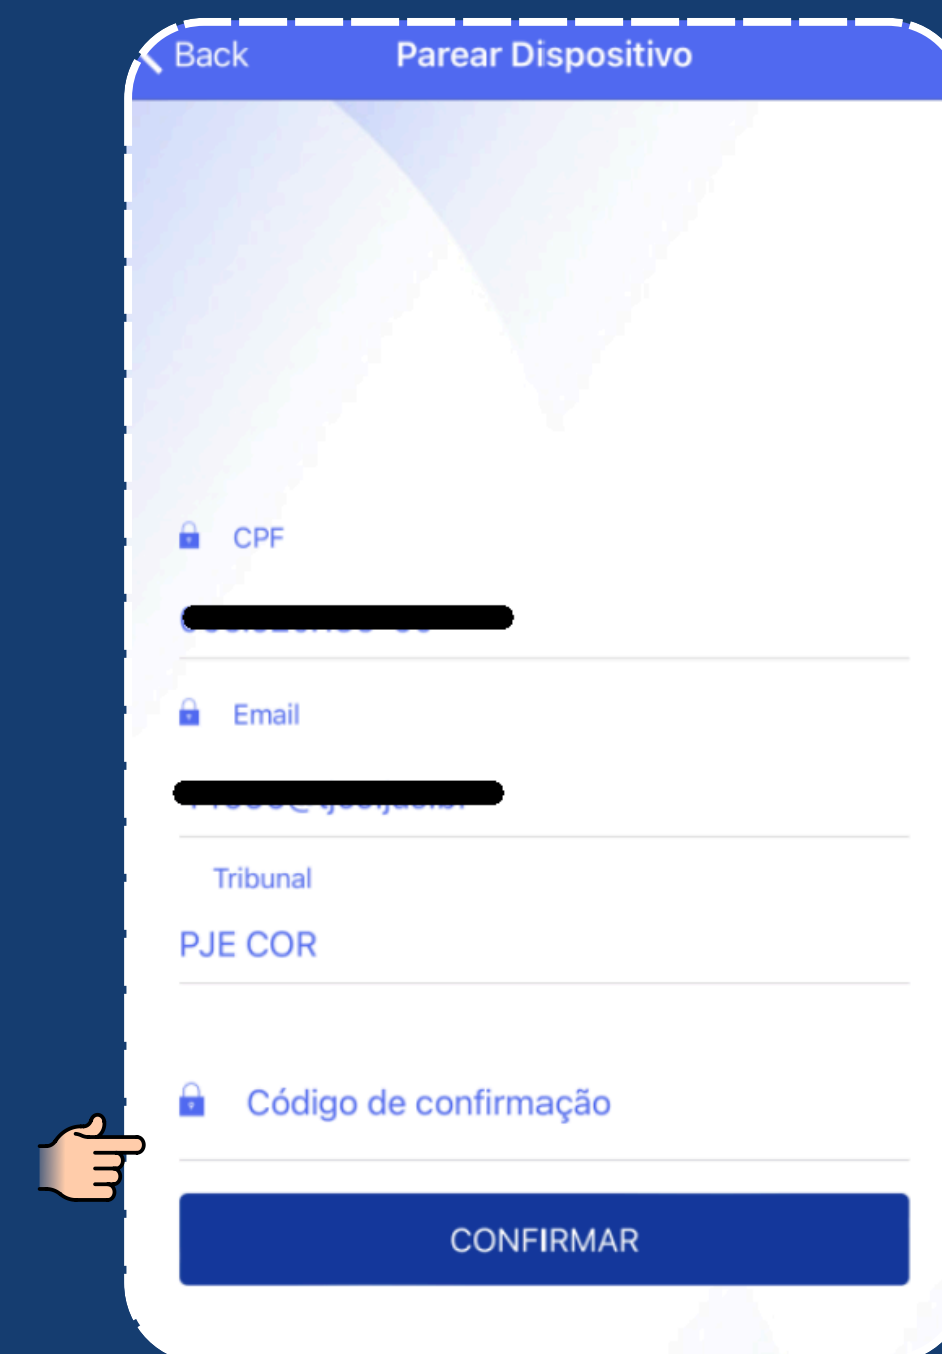 Back
Parear Dispositivo
CPF
Email
Tribunal
PJE COR
Código de confirmação
CONFIRMAR